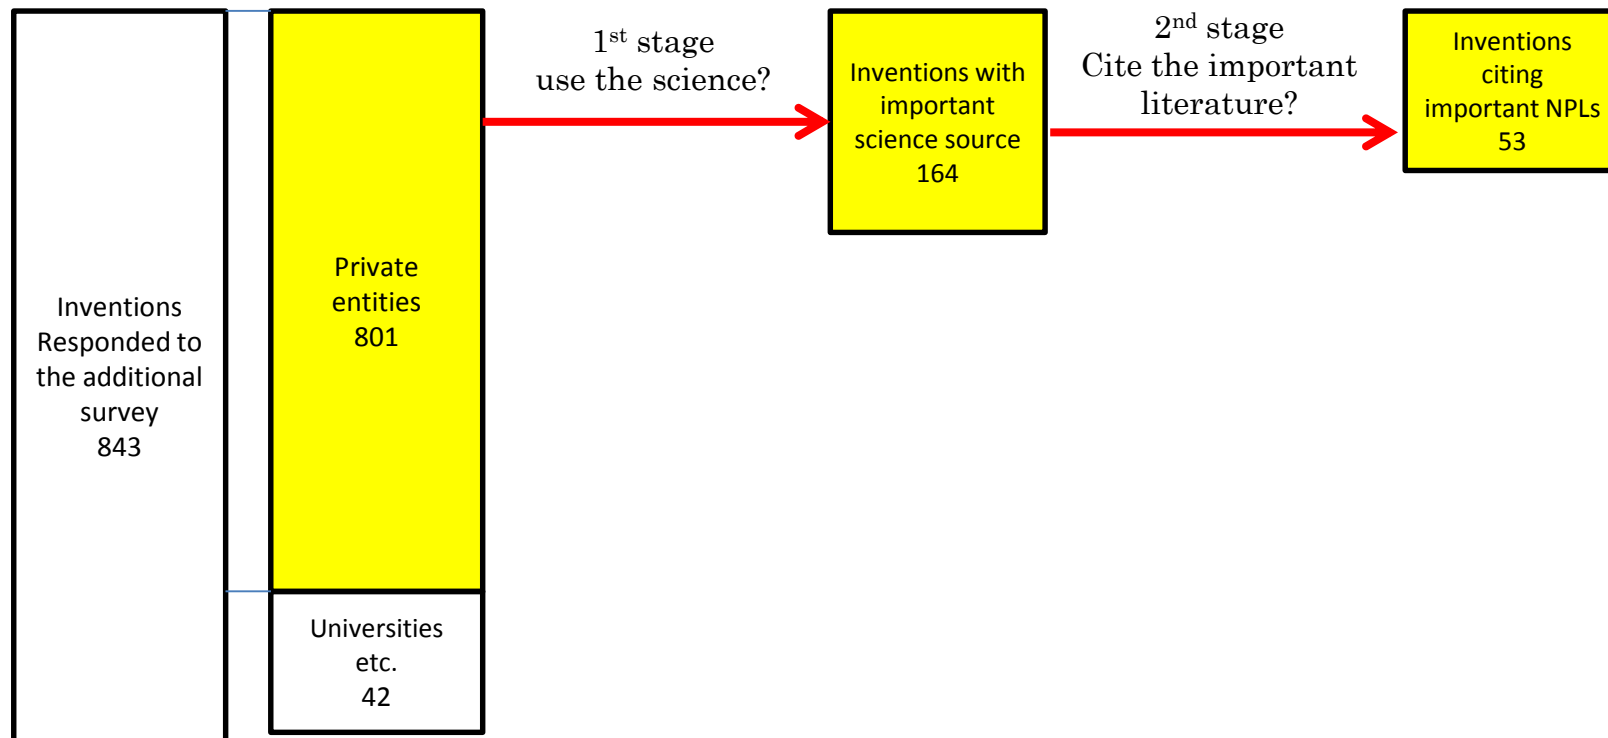 Inventions
Responded to
the additional
survey
843
Private
entities
801
Universities
etc.
42
1st stage
use the science?
Inventions with
important
science source
164
2nd stage
Cite the important
literature?
Inventions
citing
important NPLs
53